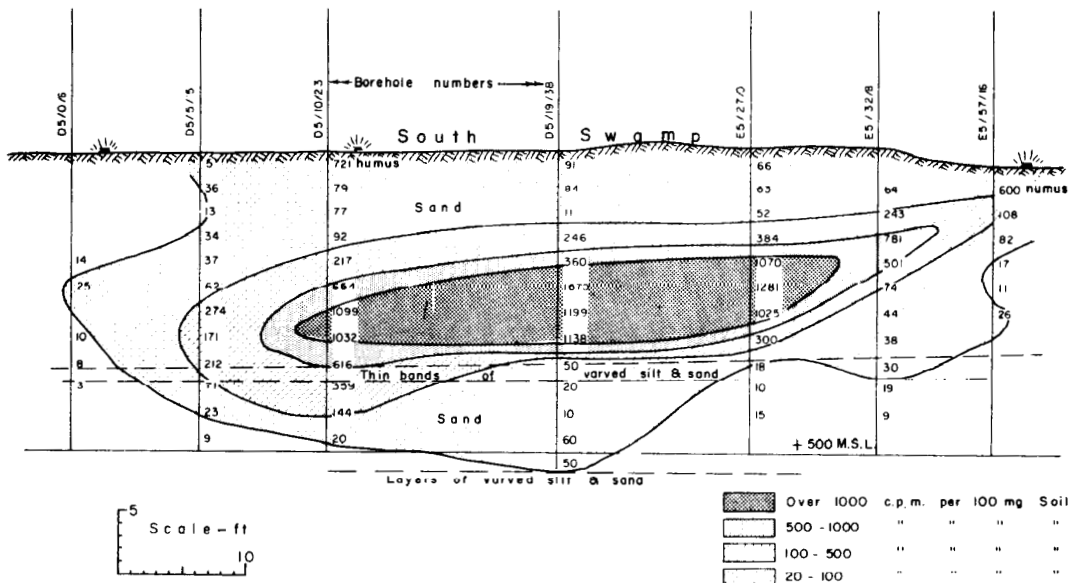 D5/0/6
D5/5/5
D5/10/23
D5/19/38
E5/27/0
E5/32/8
E5/57/16
Borehole numbers
South Swamp
5 721 humus 91 66
36 79 84 63 64 600 numus
13 77 Sand 11 52 243 108
34 92 246 384 781 82
14 37 217 360 1070 501 17
25 62 664 1673 1281 74 11
274 1099 1199 1025 44 26
10 171 1032 1138 300 38
8 212 616 50 18 30
Thin bands of varved silt & sand
3 71 359 20 10 19
23 144 Sand 10 15 9
9 20 60 + 500 M.S.L.
50
Layers of varved silt & sand
5
Scale-ft
10
Over 1000 c.p.m. per 100 mg Soil
500 - 1000 " " " "
100 - 500 " " " "
20 - 100 " " " "